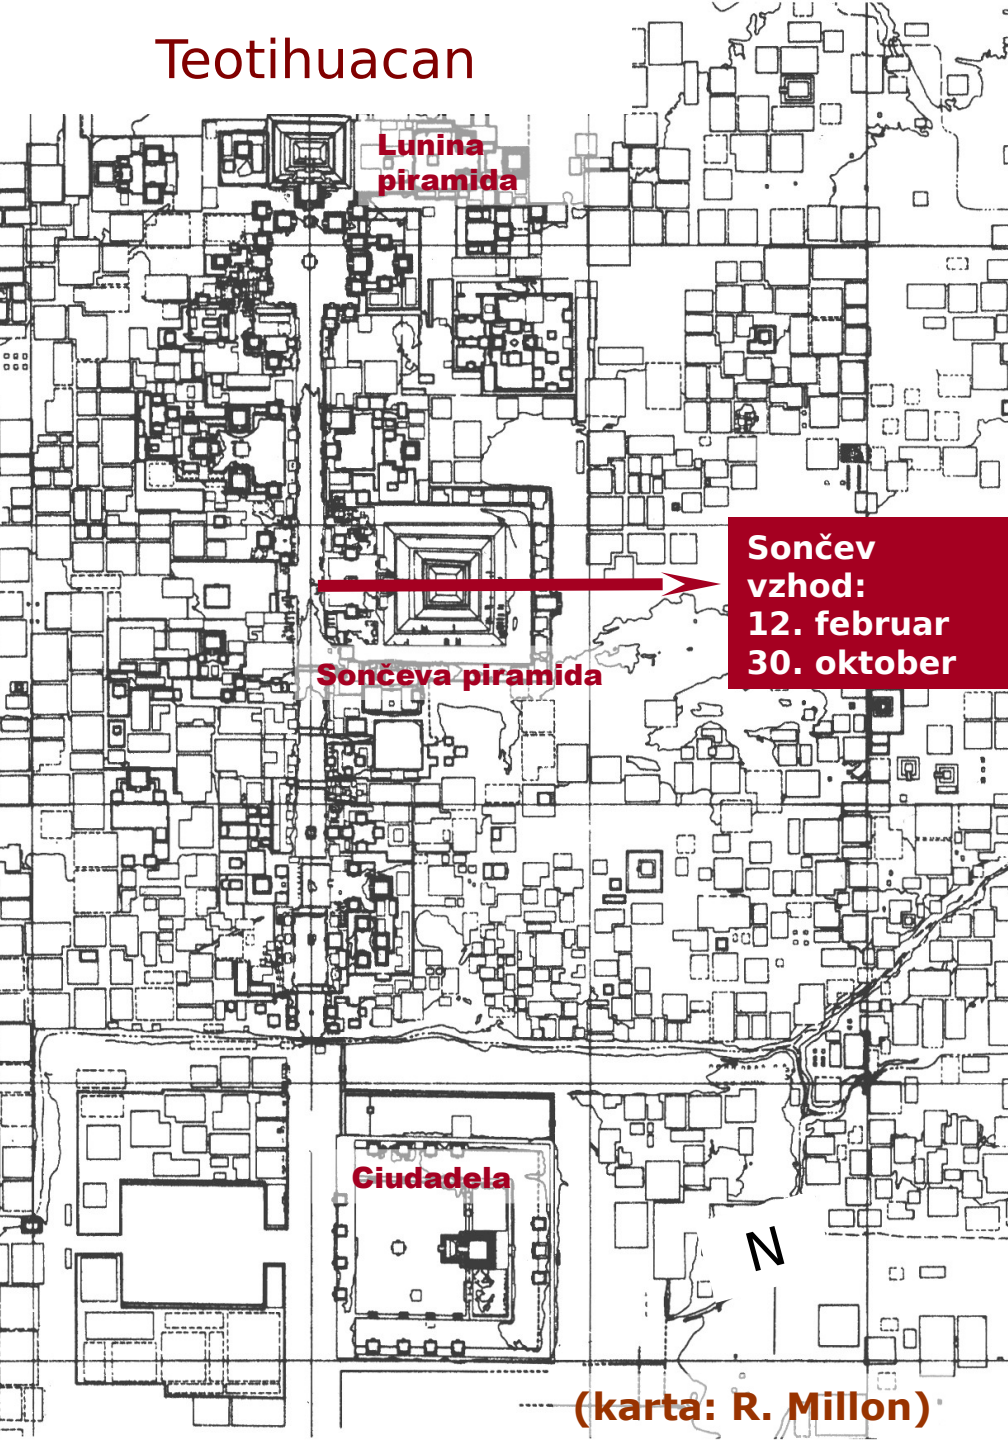 Teotihuacan
Lunina
piramida
Sončev
vzhod:
12. februar
30. oktober
Sončeva piramida
Ciudadela
N
(karta: R. Millon)